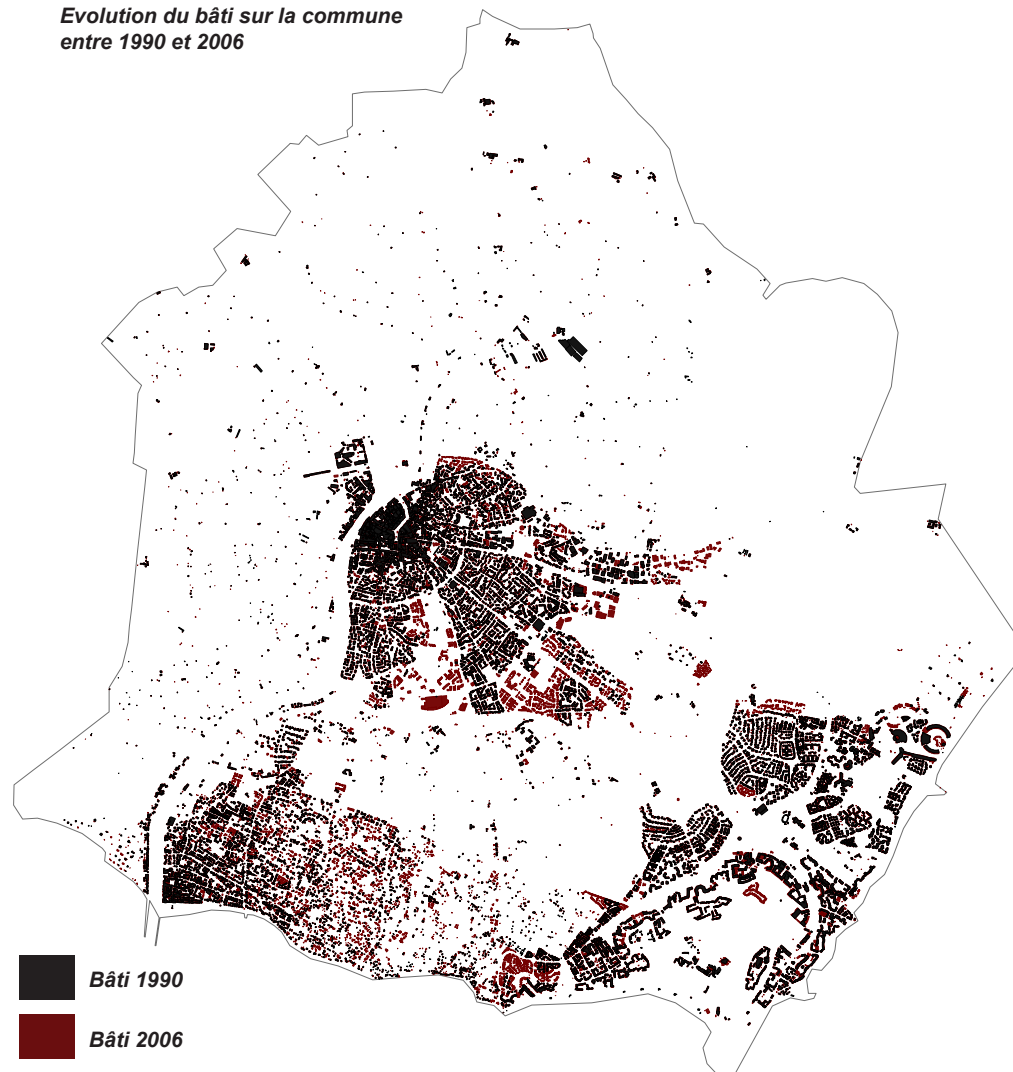 Evolution du bâti sur la commune
entre 1990 et 2006
Bâti 1990
Bâti 2006